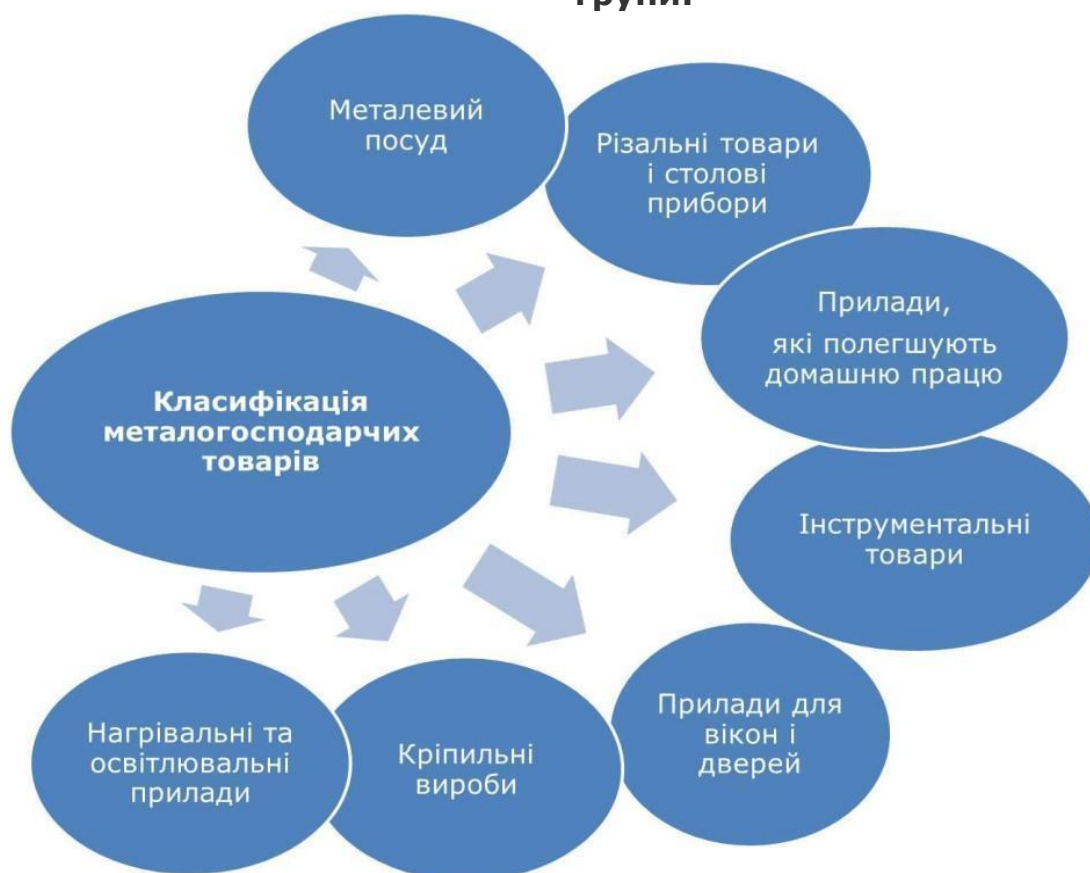 Металевий
посуд
Різальні товари
і столові
прибори
Прилади,
які полегшують
домашню працю
Класифікація
металогосподарчих
товарів
Інструментальні
товари
Прилади для
вікон і
дверей
Кріпильні
вироби
Нагрівальні та
освітлювальні
прилади